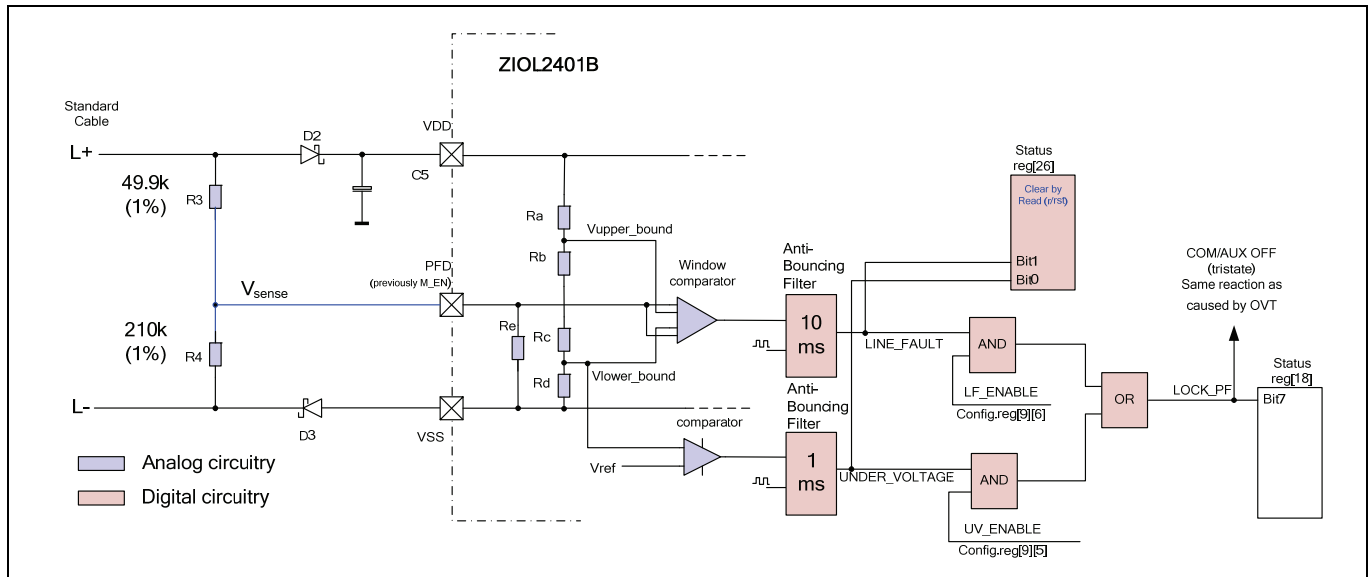 ZIOL2401B
Standard
Cable
L+
D2
VDD
C5
49.9k
(1%)
R3
Ra
Vupper_bound
Rb
PFD
(previously M_EN)
Vsense
Window
comparator
Anti-
Bouncing
Filter
10
ms
LINE_FAULT
Status
reg[26]
Clear by
Read (r/rst)
Bit1
Bit0
COM/AUX OFF
(tristate)
Same reaction as
caused by OVT
210k
(1%)
R4
Re
Rc
Vlower_bound
Rd
AND
LF_ENABLE
Config.reg[9][6]
OR
LOCK_PF
Status
reg[18]
Bit7
L-
D3
VSS
comparator
Vref
Anti-
Bouncing
Filter
1
ms
UNDER_VOLTAGE
AND
UV_ENABLE
Config.reg[9][5]
Analog circuitry
Digital circuitry